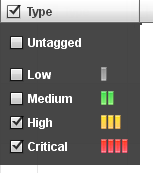 Type
Untagged
Low
Medium
High
Critical